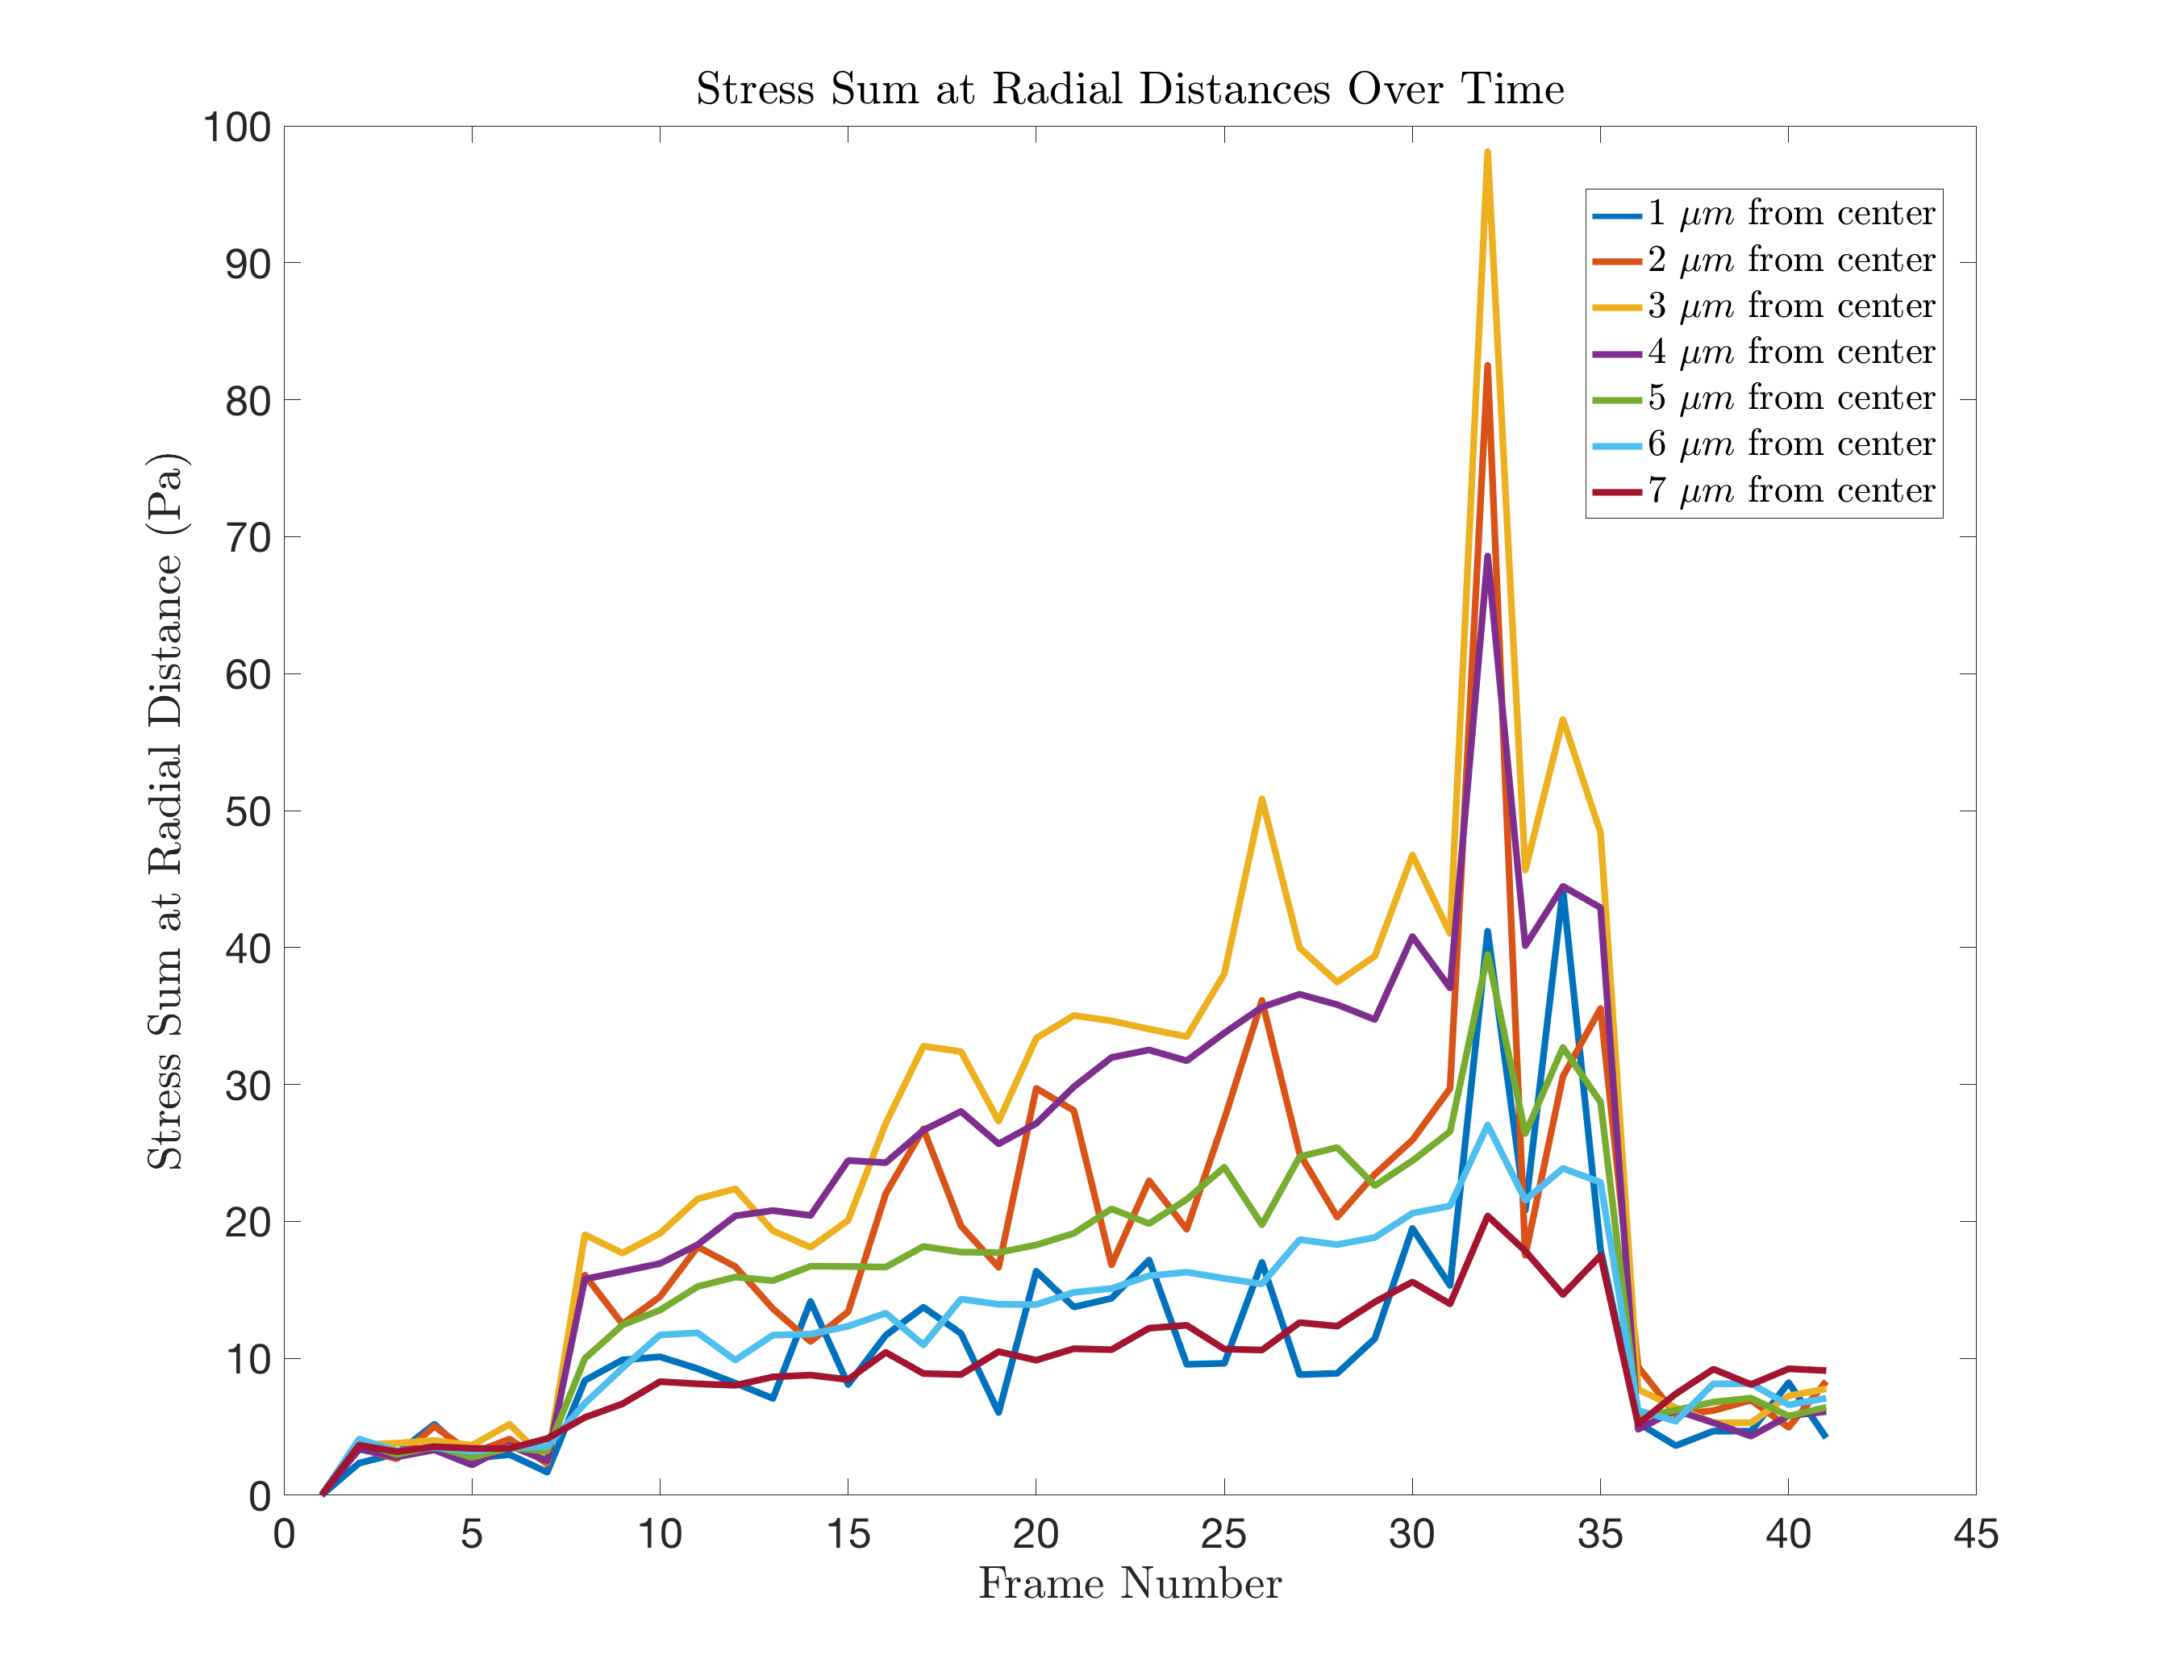 Stress Sum at Radial Distances Over Time
Stress Sum at Radial Distance (Pa)
100
90
80
70
60
50
40
30
20
10
0
1 μm from center
2 μm from center
3 μm from center
4 μm from center
5 μm from center
6 μm from center
7 μm from center
0 5 10 15 20 25 30 35 40 45
Frame Number